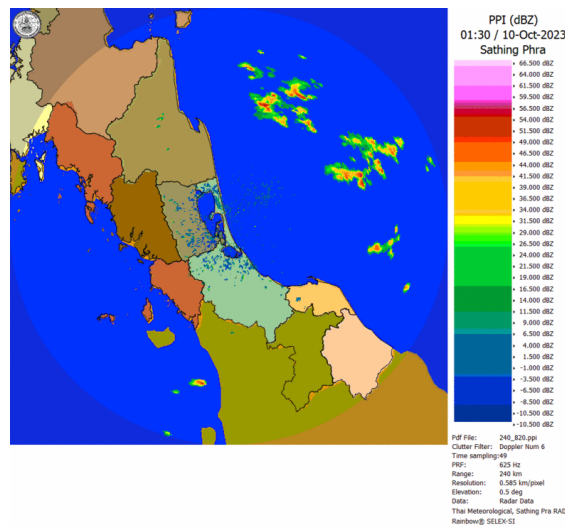 PPI (dBZ)
01:30 / 10-Oct-2023
Sathing Phra
66.500 dBZ
64.000 dBZ
61.500 dBZ
59.000 dBZ
56.500 dBZ
54.000 dBZ
51.500 dBZ
49.000 dBZ
46.500 dBZ
44.000 dBZ
41.500 dBZ
39.000 dBZ
36.500 dBZ
34.000 dBZ
31.500 dBZ
29.000 dBZ
26.500 dBZ
24.000 dBZ
21.500 dBZ
19.000 dBZ
16.500 dBZ
14.000 dBZ
11.500 dBZ
9.000 dBZ
6.500 dBZ
4.000 dBZ
1.500 dBZ
-1.000 dBZ
-3.500 dBZ
-6.000 dBZ
-8.500 dBZ
-10.500 dBZ
-10.500 dBZ
Pdf File: 240_820.ppi
Clutter Filter: Doppler Num 6
Time sampling:49
PRF: 625 Hz
Range: 240 km
Resolution: 0.585 km/pixel
Elevation: 0.5 deg
Data: Radar Data
Thai Meteorological, Sathing Pra RAD
Rainbow® SELEX-SI